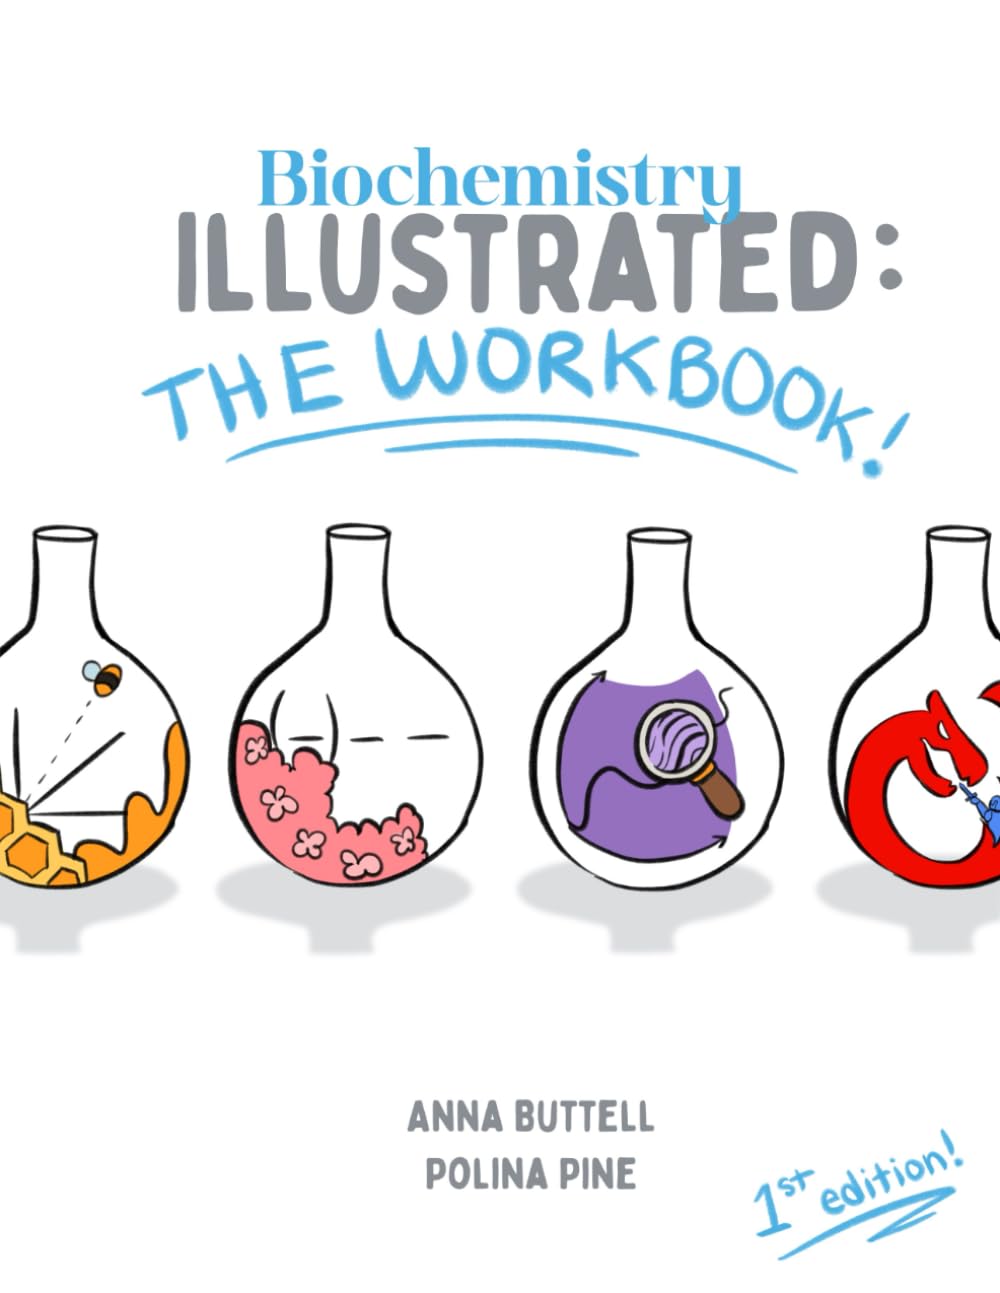 Biochemistry
ILLUSTRATED:
THE WORKBOOK!
ANNA BUTTELL
POLINA PINE
1st edition!